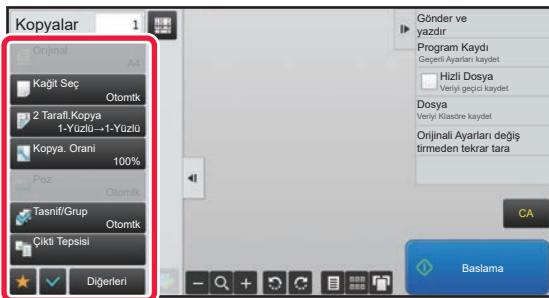 Kopyalar
1
Orijinal
A4
Kağit Seç
Otomtk
2 Tarafl.Kopya
1-Yüzlü→1-Yüzlü
Kopya. Orani
100%
Poz
Otomtk
Tasnif/Grup
Otomtk
Çikti Tepsisi
Diğerleri
Gönder ve
yazdır
Program Kaydı
Geçerli Ayarları kaydet
Hizli Dosya
Veriyi geçici kaydet
Dosya
Veriyi Klasöre kaydet
Orijinali Ayarları değiş
tirmeden tekrar tara
CA
Baslama